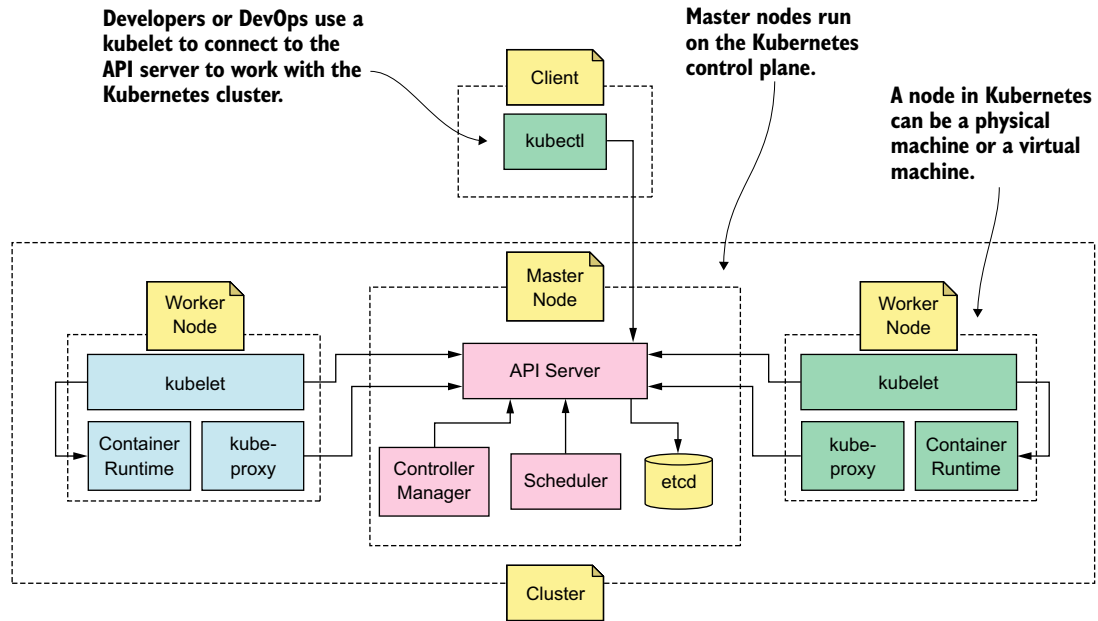 Developers or DevOps use a
kubelet to connect to the
API server to work with the
Kubernetes cluster.
Master nodes run
on the Kubernetes
control plane.
A node in Kubernetes
can be a physical
machine or a virtual
machine.
Client
kubectl
Worker
Node
kubelet
Container
Runtime
kube-
proxy
Master
Node
API Server
Controller
Manager
Scheduler
etcd
Worker
Node
kubelet
kube-
proxy
Container
Runtime
Cluster